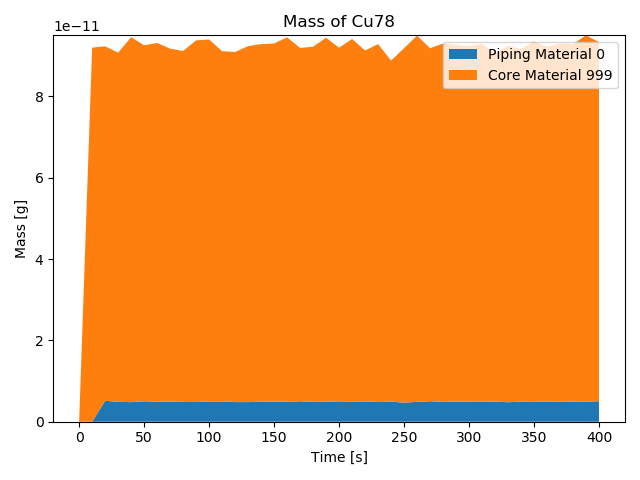 Mass of Cu78
1e−11
Piping Material 0
Core Material 999
Mass [g]
8
6
4
2
0
0 50 100 150 200 250 300 350 400
Time [s]